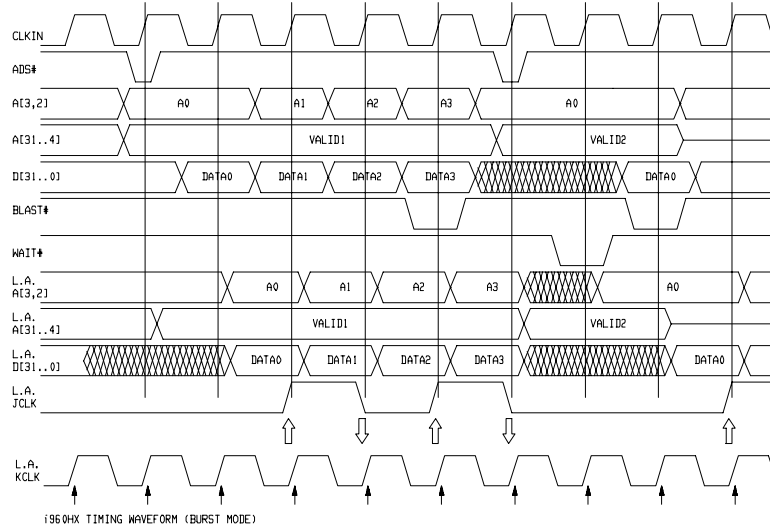 CLKIN
ADS#
A[3,2] A0 A1 A2 A3 A0
A[31..4] VALID1 VALID2
D[31..0] DATA0 DATA1 DATA2 DATA3 DATA0
BLAST#
WAIT#
L.A.
A[3,2] A0 A1 A2 A3 A0
L.A.
A[31..4] VALID1 VALID2
L.A.
D[31..0] DATA0 DATA1 DATA2 DATA3 DATA0
L.A.
JCLK
L.A.
KCLK
i960HX TIMING WAVEFORM (BURST MODE)